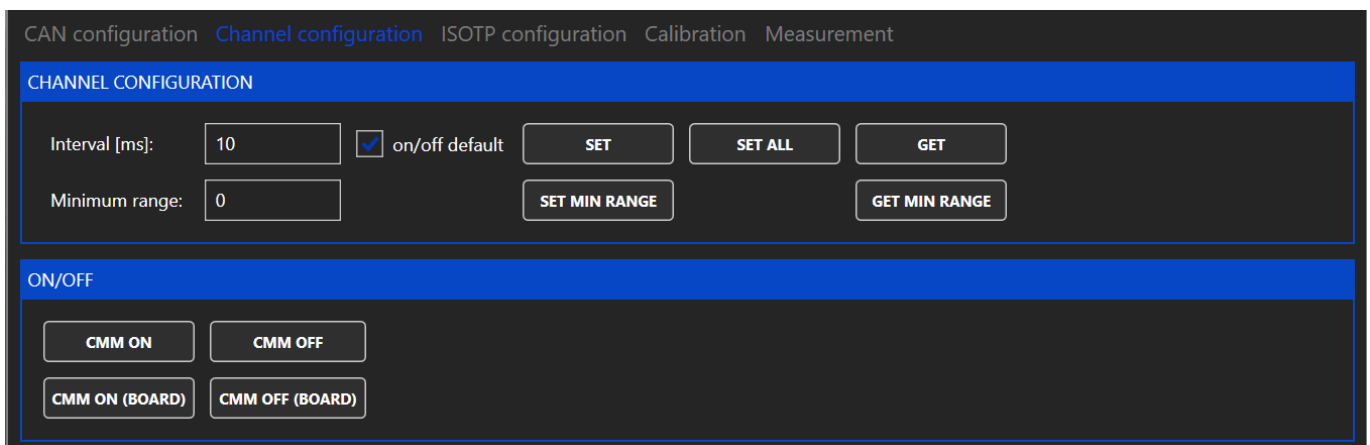 CAN configuration Channel configuration ISOTP configuration Calibration Measurement
CHANNEL CONFIGURATION
Interval [ms]: 10 on/off default SET SET ALL GET
Minimum range: 0 SET MIN RANGE GET MIN RANGE
ON/OFF
CMM ON CMM OFF
CMM ON (BOARD) CMM OFF (BOARD)